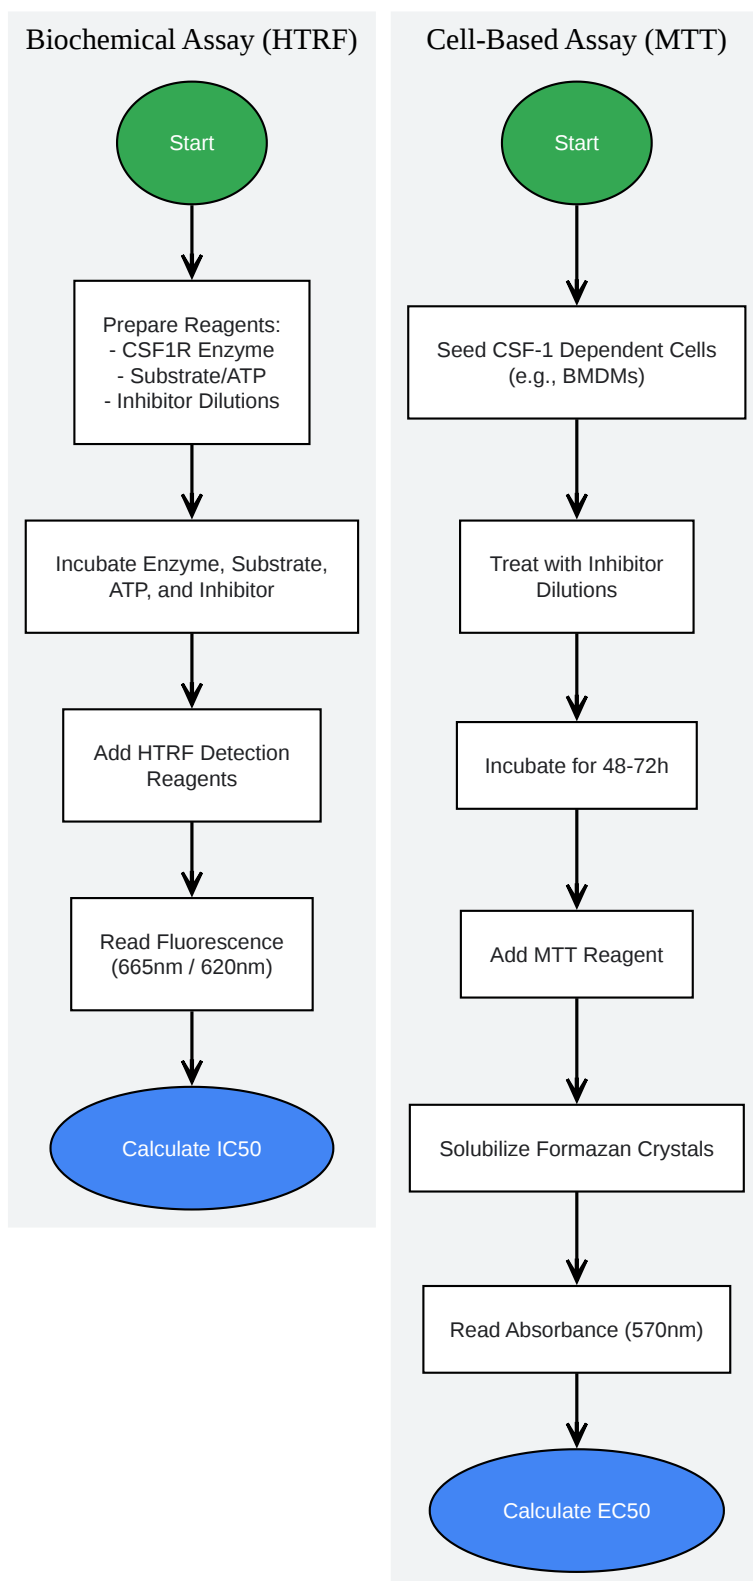 Biochemical Assay (HTRF)
Start
Prepare Reagents:
- CSF1R Enzyme
- Substrate/ATP
- Inhibitor Dilutions
Incubate Enzyme, Substrate,
ATP, and Inhibitor
Add HTRF Detection
Reagents
Read Fluorescence
(665nm / 620nm)
Calculate IC50
Cell-Based Assay (MTT)
Start
Seed CSF-1 Dependent Cells
(e.g., BMDMs)
Treat with Inhibitor
Dilutions
Incubate for 48-72h
Add MTT Reagent
Solubilize Formazan Crystals
Read Absorbance (570nm)
Calculate EC50